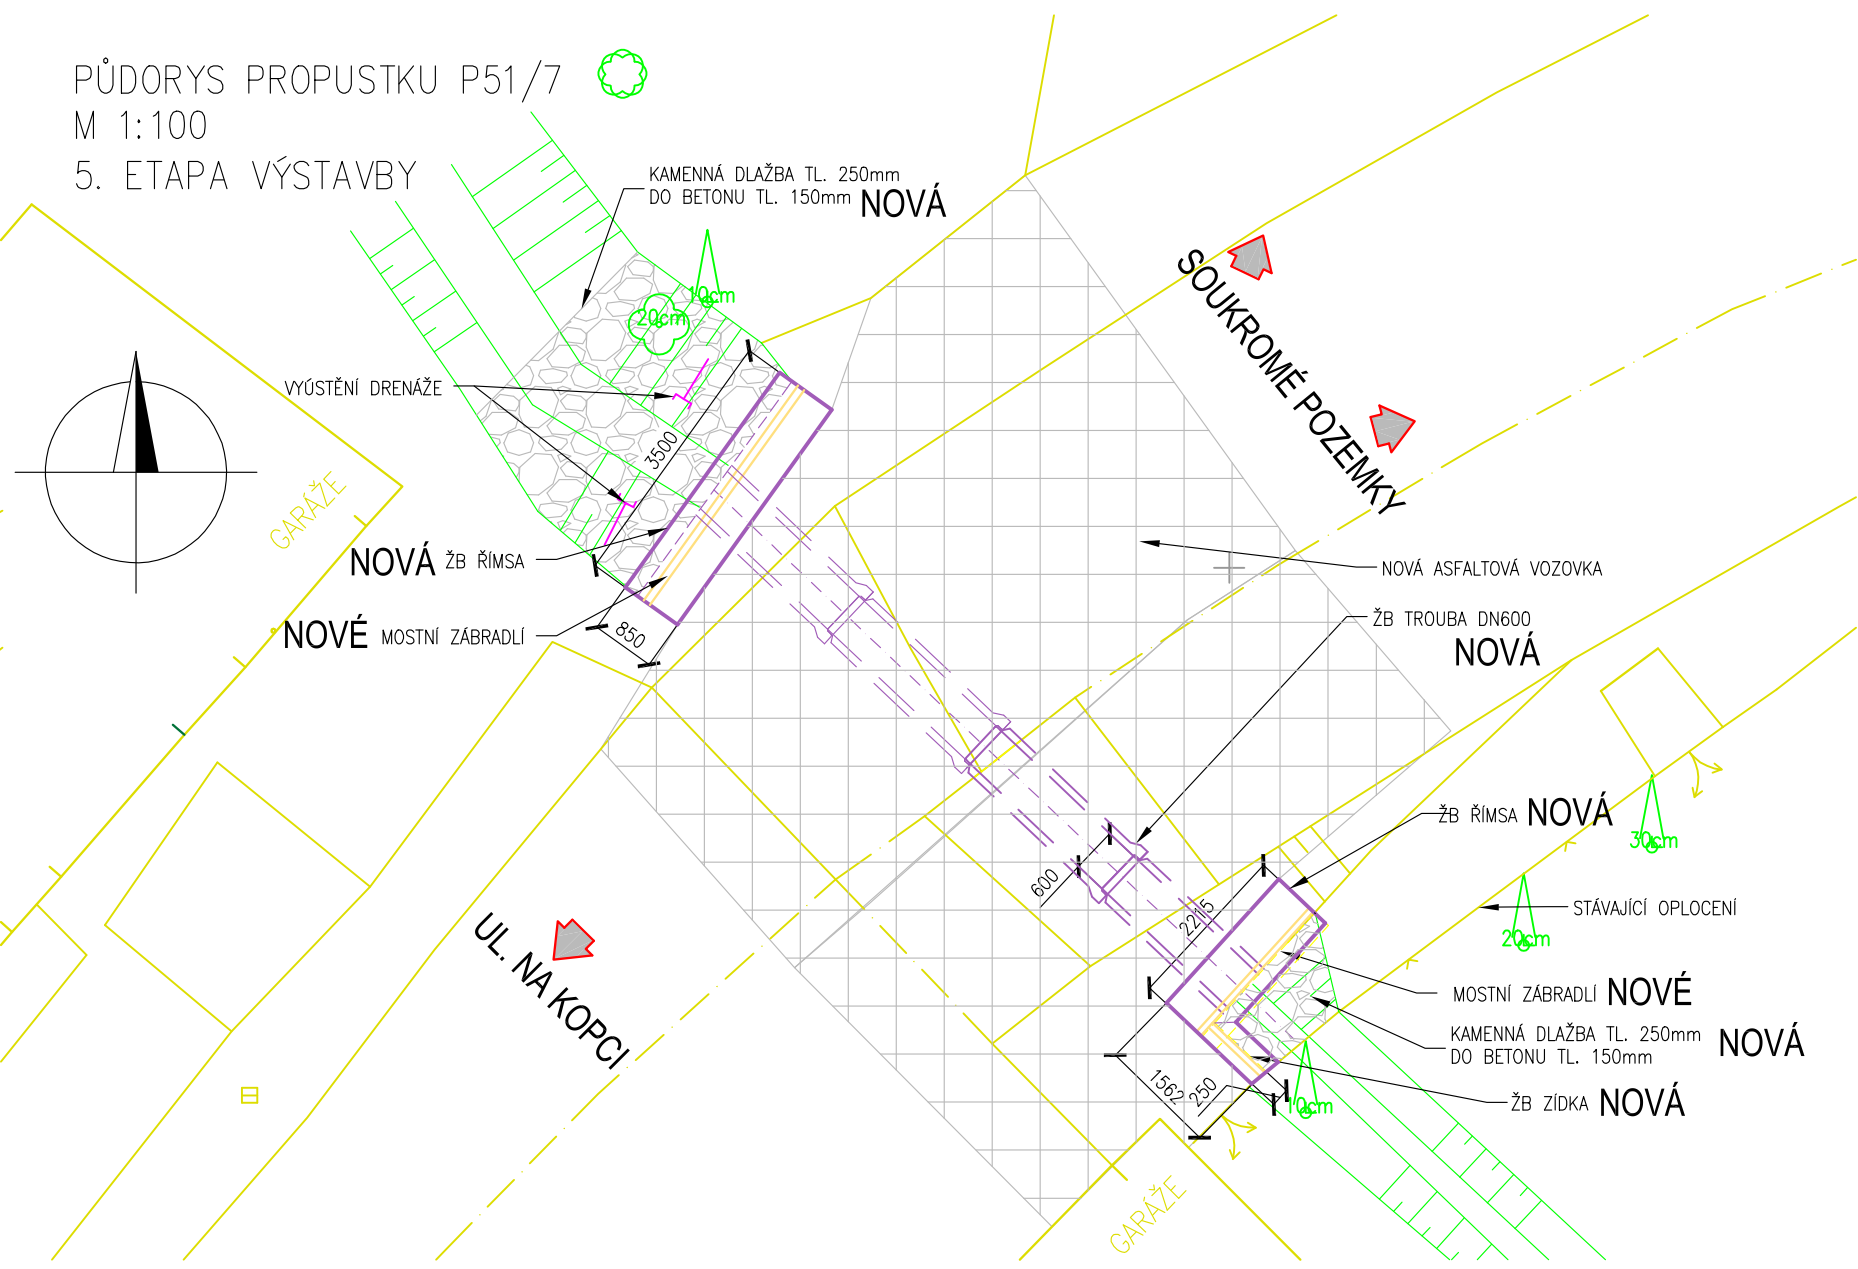 PŮDORYS PROPUSTKU P51/7
M 1:100
5. ETAPA VÝSTAVBY
KAMENNÁ DLAŽBA TL. 250mm
DO BETONU TL. 150mm NOVÁ
10cm
20cm
SOUKROMÉ POZEMKY
VYÚSTĚNÍ DRENÁŽE
3500
GARÁŽE
NOVÁ ŽB ŘÍMSA
NOVÁ ASFALTOVÁ VOZOVKA
NOVÉ MOSTNÍ ZÁBRADLÍ
850
ŽB TROUBA DN600
NOVÁ
ŽB ŘÍMSA NOVÁ
30cm
600
2215
STÁVAJÍCÍ OPLOCENÍ
20cm
UL. NA KOPCI
MOSTNÍ ZÁBRADLÍ NOVÉ
KAMENNÁ DLAŽBA TL. 250mm
DO BETONU TL. 150mm NOVÁ
1562
250
10cm
ŽB ZÍDKA NOVÁ
GARÁŽE